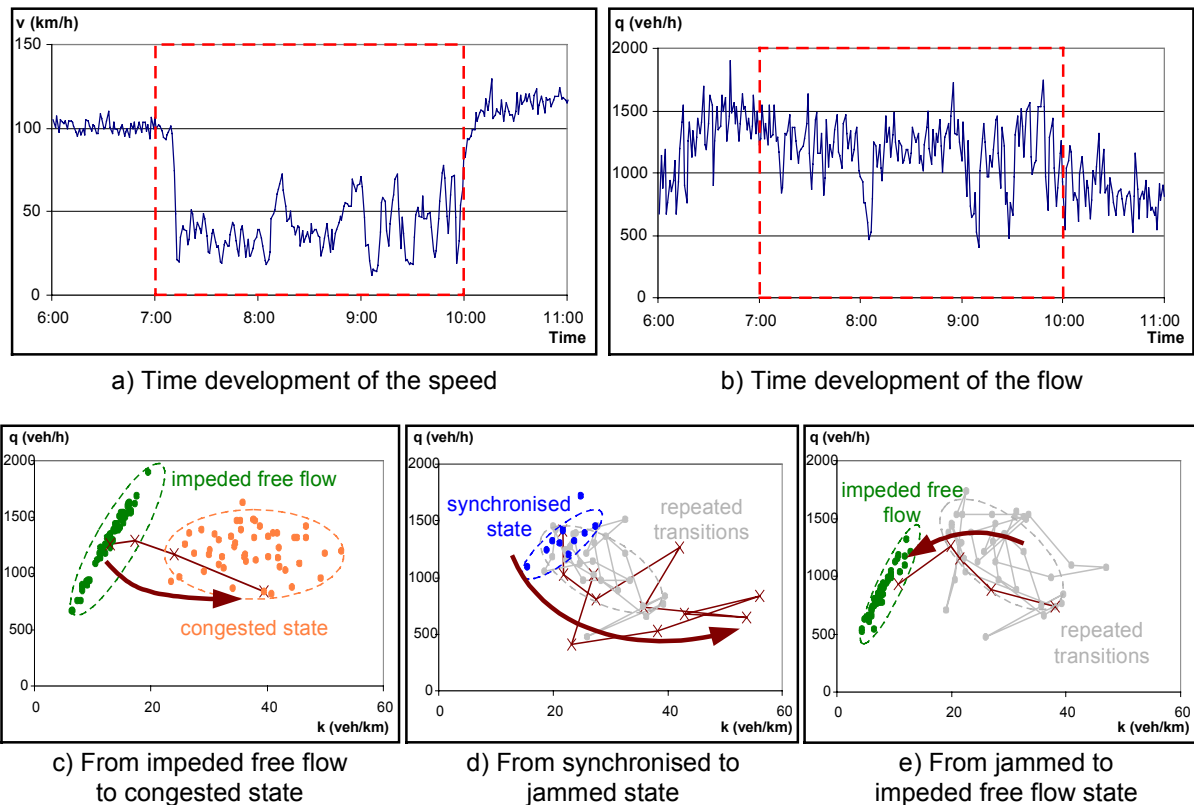 v (km/h)
150
100
50
0
6:00 7:00 8:00 9:00 10:00 11:00
Time
a) Time development of the speed
q (veh/h)
2000
1500
1000
500
0
6:00 7:00 8:00 9:00 10:00 11:00
Time
b) Time development of the flow
q (veh/h)
2000
1500
1000
500
0
0 20 40 60
k (veh/km)
impeded free flow
congested state
c) From impeded free flow
to congested state
q (veh/h)
2000
1500
1000
500
0
0 20 40 60
k (veh/km)
synchronised
state
repeated
transitions
d) From synchronised to
jammed state
q (veh/h)
2000
1500
1000
500
0
0 20 40 60
k (veh/km)
impeded free
flow
repeated
transitions
e) From jammed to
impeded free flow state